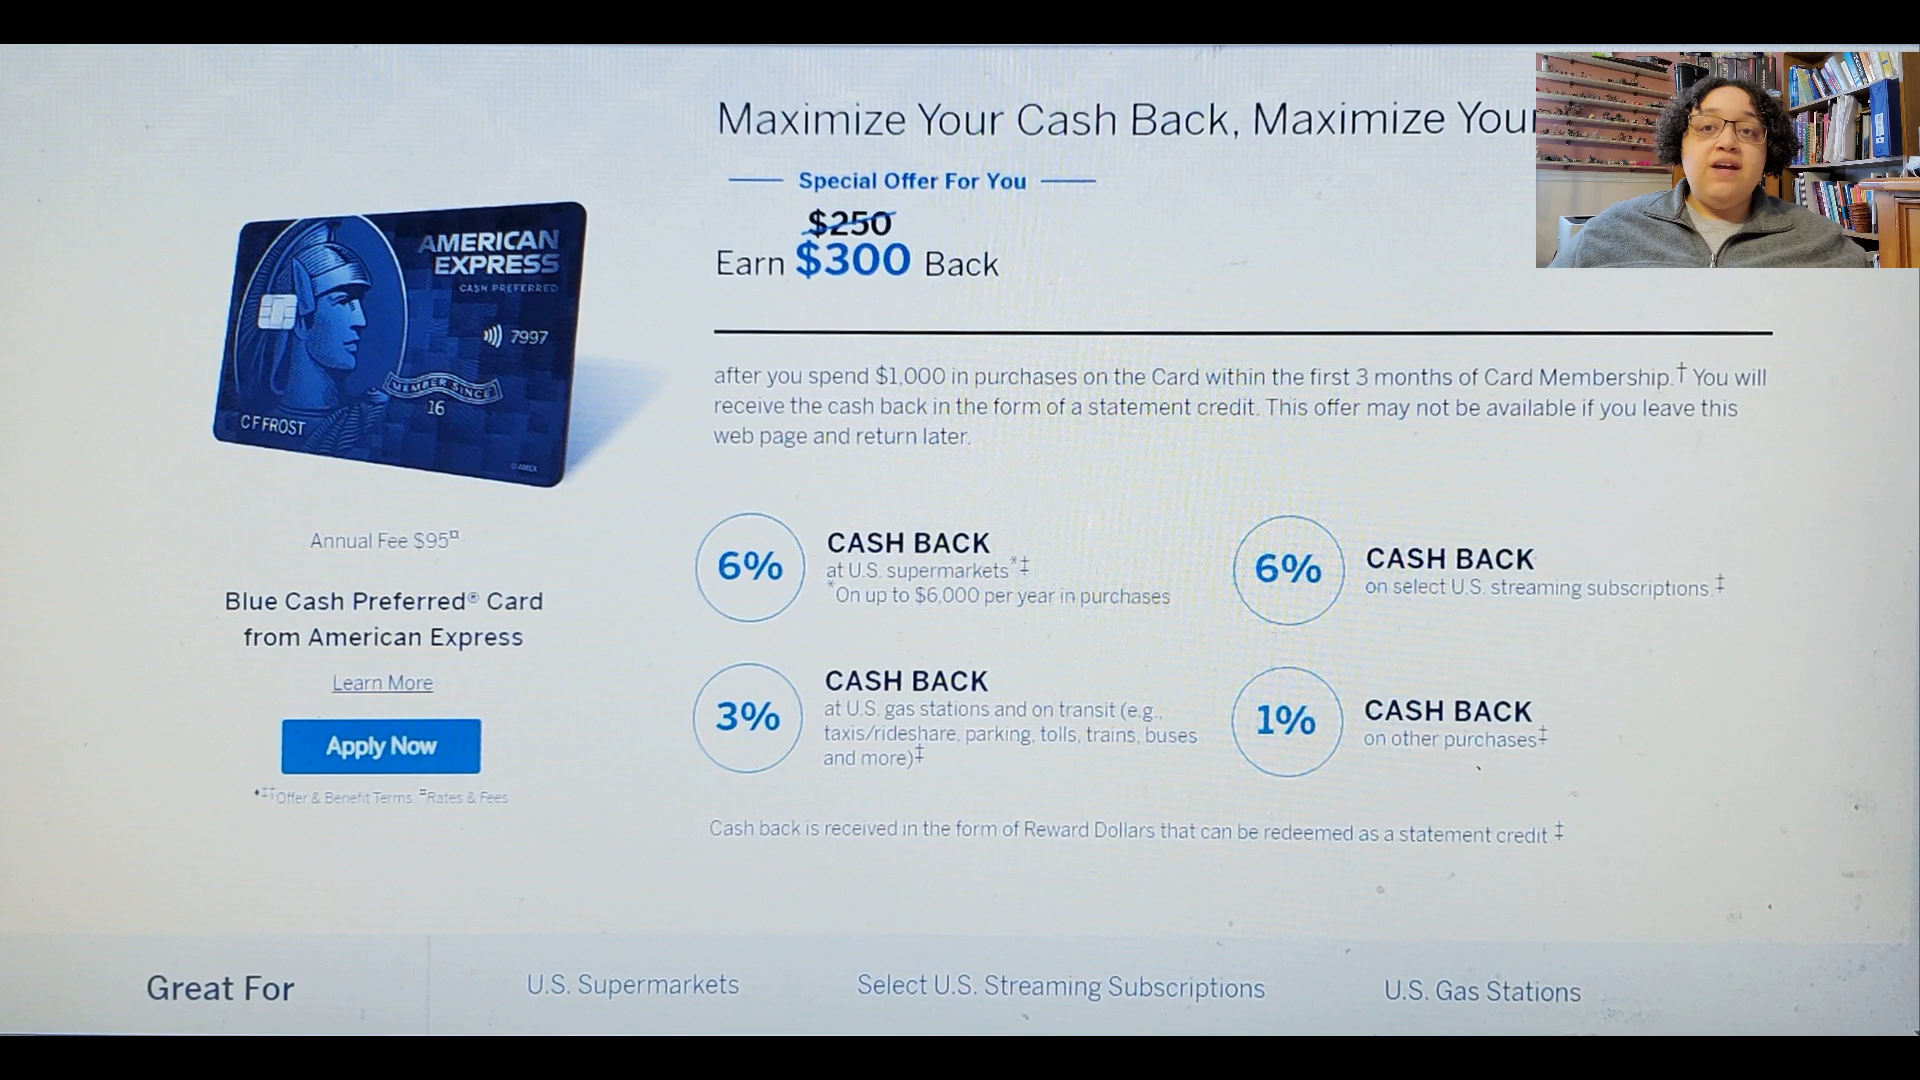 Maximize Your Cash Back, Maximize Your
Special Offer For You
$250
Earn $300 Back
after you spend $1,000 in purchases on the Card within the first 3 months of Card Membership.† You will
receive the cash back in the form of a statement credit. This offer may not be available if you leave this
web page and return later.
AMERICAN
EXPRESS
CASH PREFERRED
7997
MEMBER SINCE
16
C F FROST
© AMEX
Annual Fee $95¤
Blue Cash Preferred® Card
from American Express
Learn More
Apply Now
Offer & Benefit Terms
Rates & Fees
6%
CASH BACK
at U.S. supermarkets*‡
*On up to $6,000 per year in purchases
6%
CASH BACK
on select U.S. streaming subscriptions.‡
3%
CASH BACK
at U.S. gas stations and on transit (e.g.,
taxis/rideshare, parking, tolls, trains, buses
and more)‡
1%
CASH BACK
on other purchases‡
Cash back is received in the form of Reward Dollars that can be redeemed as a statement credit.‡
Great For
U.S. Supermarkets
Select U.S. Streaming Subscriptions
U.S. Gas Stations